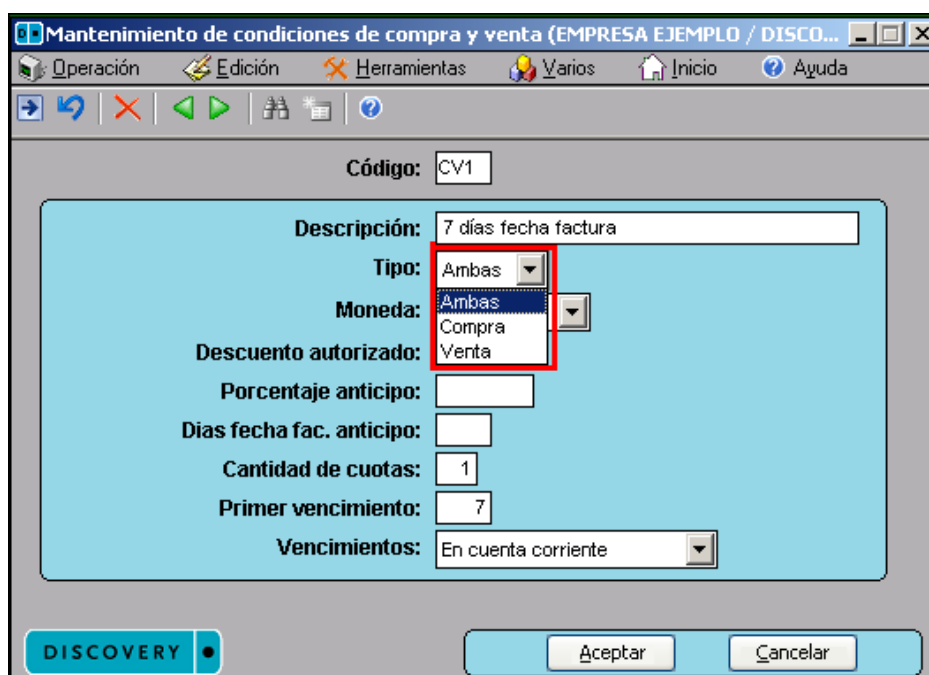 Mantenimiento de condiciones de compra y venta (EMPRESA EJEMPLO / DISCO...
Operación Edición Herramientas Varios Inicio Ayuda
Código: CV1
Descripción: 7 días fecha factura
Tipo: Ambas
Ambas
Moneda:
Compra
Descuento autorizado: Venta
Porcentaje anticipo:
Dias fecha fac. anticipo:
Cantidad de cuotas: 1
Primer vencimiento: 7
Vencimientos: En cuenta corriente
DISCOVERY Aceptar Cancelar